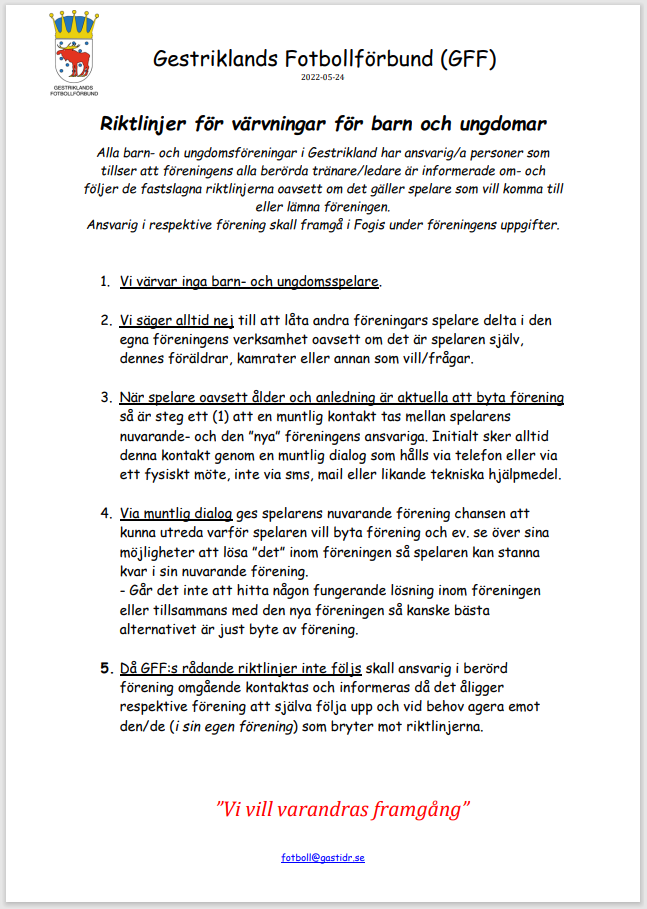 GESTRIKLANDS
FOTBOLLFÖRBUND
Gestriklands Fotbollförbund (GFF)
2022-05-24
Riktlinjer för värvningar för barn och ungdomar
Alla barn- och ungdomsföreningar i Gestrikland har ansvarig/a personer som
tillser att föreningens alla berörda tränare/ledare är informerade om- och
följer de fastslagna riktlinjerna oavsett om det gäller spelare som vill komma till
eller lämna föreningen.
Ansvarig i respektive förening skall framgå i Fogis under föreningens uppgifter.
1. Vi värvar inga barn- och ungdomsspelare.
2. Vi säger alltid nej till att låta andra föreningars spelare delta i den
egna föreningens verksamhet oavsett om det är spelaren själv,
dennes föräldrar, kamrater eller annan som vill/frågar.
3. När spelare oavsett ålder och anledning är aktuella att byta förening
så är steg ett (1) att en muntlig kontakt tas mellan spelarens
nuvarande- och den ”nya” föreningens ansvariga. Initialt sker alltid
denna kontakt genom en muntlig dialog som hålls via telefon eller via
ett fysiskt möte, inte via sms, mail eller likande tekniska hjälpmedel.
4. Via muntlig dialog ges spelarens nuvarande förening chansen att
kunna utreda varför spelaren vill byta förening och ev. se över sina
möjligheter att lösa ”det” inom föreningen så spelaren kan stanna
kvar i sin nuvarande förening.
- Går det inte att hitta någon fungerande lösning inom föreningen
eller tillsammans med den nya föreningen så kanske bästa
alternativet är just byte av förening.
5. Då GFF:s rådande riktlinjer inte följs skall ansvarig i berörd
förening omgående kontaktas och informeras då det åligger
respektive förening att själva följa upp och vid behov agera emot
den/de (i sin egen förening) som bryter mot riktlinjerna.
”Vi vill varandras framgång”
fotboll@gastidr.se